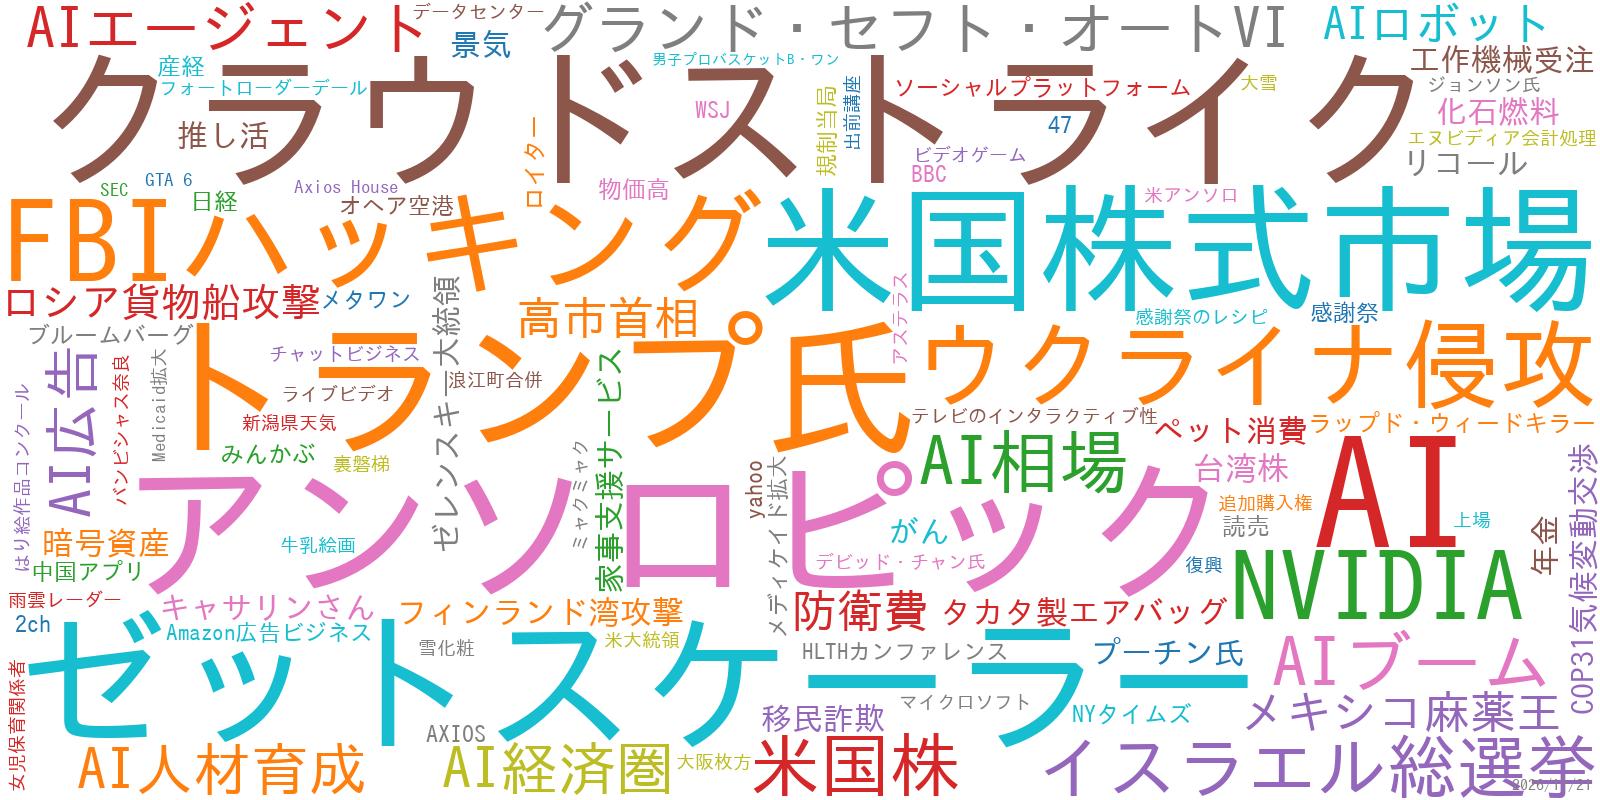 AIエージェント
データセンター
グランド・セフト・オートVI
AIロボット
景気
産経
フォートローダーデール
男子プロバスケットB・ワン
ソーシャルプラットフォーム
大雪
工作機械受注
ジョンソン氏
化石燃料
エヌビディア会計処理
リコール
クラウドストライク
推し活
WSJ
規制当局
出前講座
47
ビデオゲーム
BBC
ロイター
SEC
GTA 6
日経
Axios House
オヘア空港
物価高
米アンソロ
FBIハッキング
米国株式市場
ロシア貨物船攻撃
メタワン
ゼレンスキー大統領
高市首相
アステラス
感謝祭のレシピ
感謝祭
ブルームバーグ
トランプ氏
ウクライナ侵攻
チャットビジネス
浪江町合併
ライブビデオ
新潟県天気
みんかぶ
裏磐梯
はり絵作品コンクール
AI広告
バンビシャス奈良
Medicaid拡大
家事支援サービス
ミャクミャク
テレビのインタラクティブ性
ペット消費
ラップド・ウィードキラー
AI相場
台湾株
AI
yahoo
メディケイド拡大
追加購入権
読売
上場
年金
COP31気候変動交渉
アンソロピック
暗号資産
牛乳絵画
がん
デビッド・チャン氏
復興
中国アプリ
NVIDIA
雨雲レーダー
2ch
キャサリンさん
フィンランド湾攻撃
防衛費
タカタ製エアバッグ
Amazon広告ビジネス
雪化粧
米大統領
HLTHカンファレンス
プーチン氏
AIブーム
ゼットスケーラー
女児保育関係者
マイクロソフト
移民詐欺
NYタイムズ
メキシコ麻薬王
AXIOS
AI人材育成
AI経済圏
大阪枚方
米国株
イスラエル総選挙